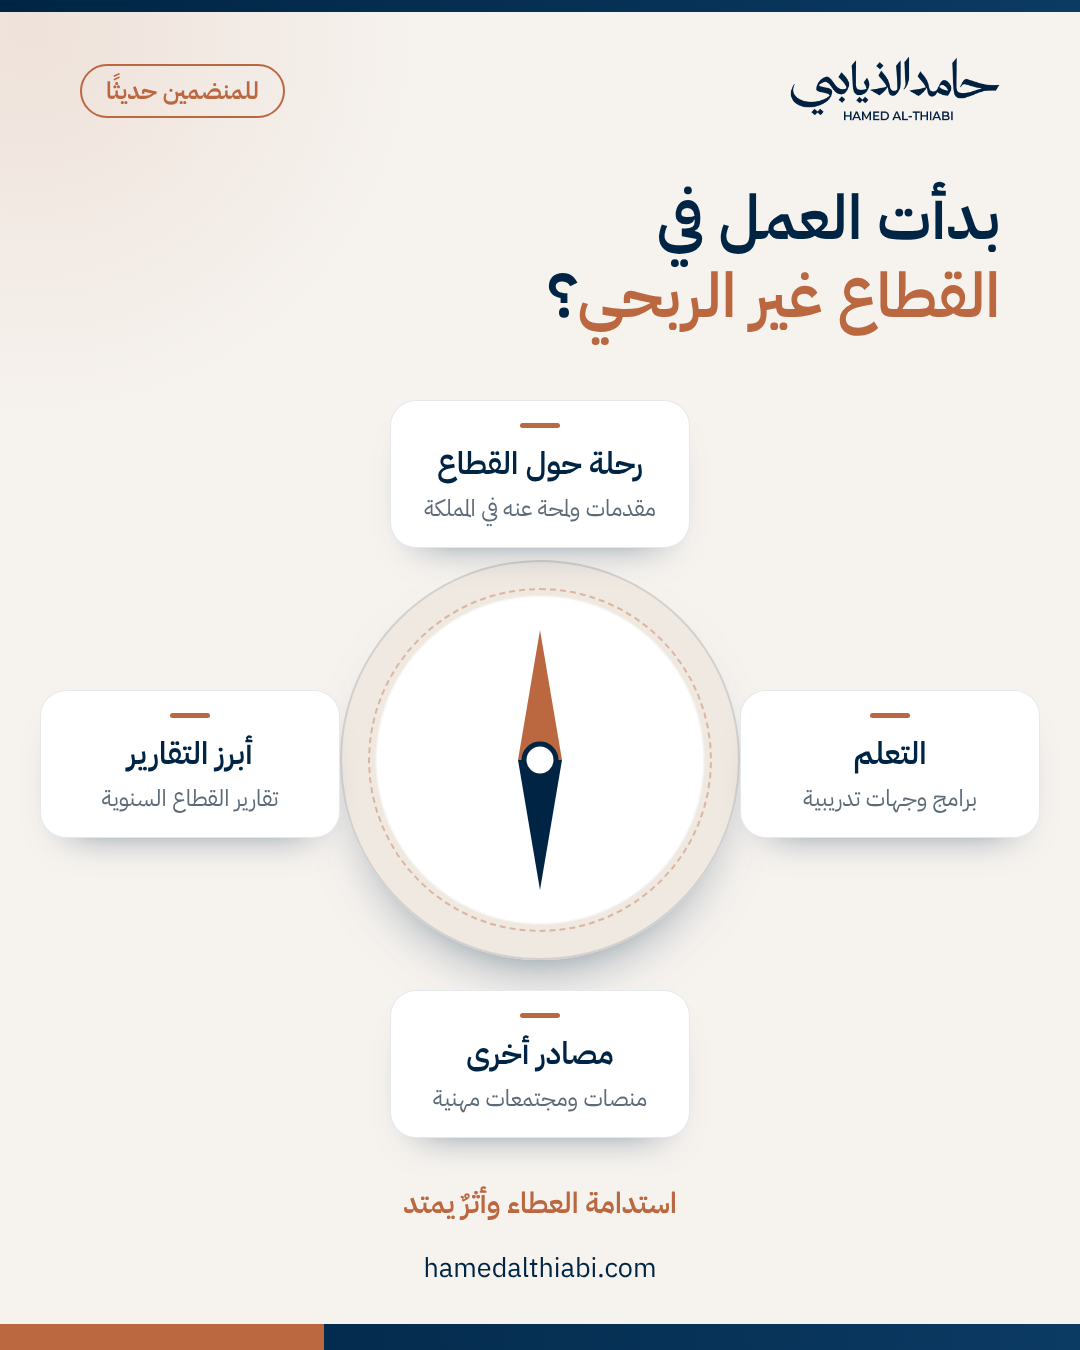 حامد الذيابي
HAMED AL-THIABI
للمنضمين حديثًا
بدأت العمل في
القطاع غير الربحي؟
رحلة حول القطاع
مقدمات ولمحة عنه في المملكة
التعلم
برامج وجهات تدريبية
أبرز التقارير
تقارير القطاع السنوية
مصادر أخرى
منصات ومجتمعات مهنية
استدامة العطاء وأثرٌ يمتد
hamedalthiabi.com